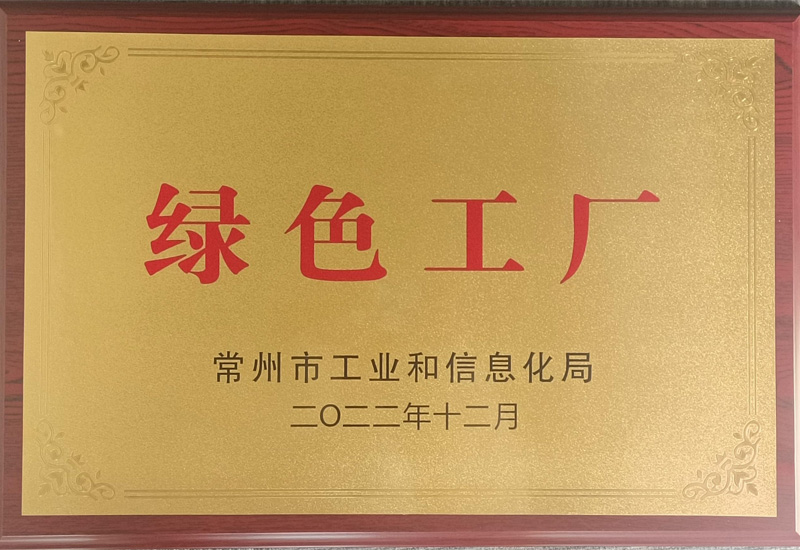 绿色工厂
常州市工业和信息化局
二〇二二年十二月